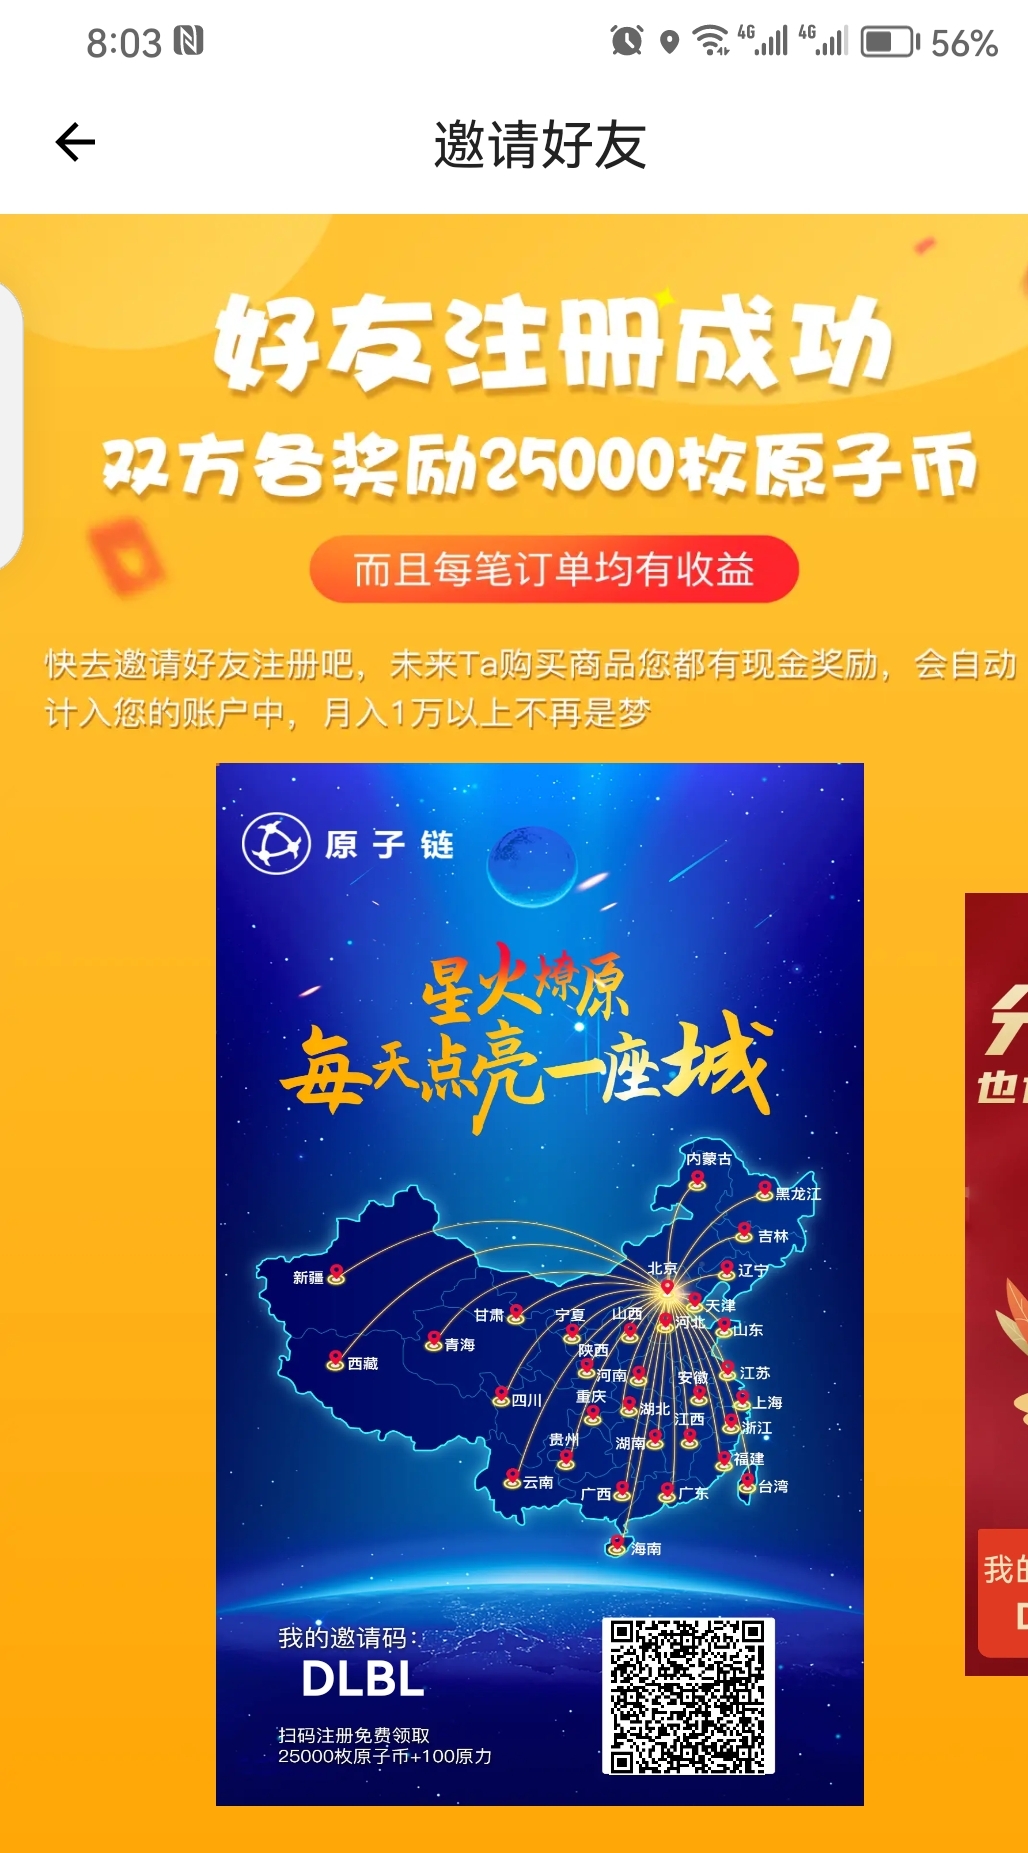 8:03
4G 4G 56%
邀请好友
好友注册成功
双方各奖励25000枚原子币
而且每笔订单均有收益
快去邀请好友注册吧，未来Ta购买商品您都有现金奖励，会自动
计入您的账户中，月入1万以上不再是梦
原子链
星火燎原
每天点亮一座城
内蒙古
黑龙江
吉林
北京
辽宁
新疆
天津
甘肃
宁夏
山西
河北
山东
青海
陕西
西藏
河南
安徽
江苏
四川
重庆
湖北
上海
江西
浙江
贵州
湖南
福建
云南
广西
广东
台湾
海南
也
我的
我的邀请码：
DLBL
扫码注册免费领取
25000枚原子币+100原力